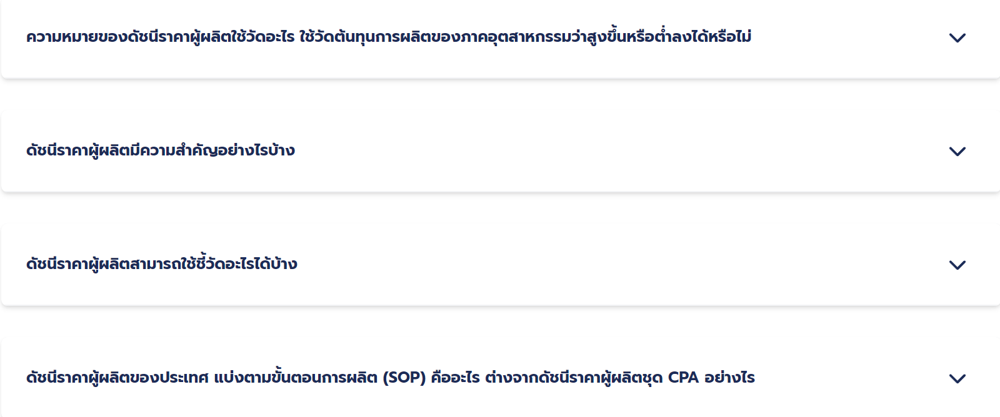 ความหมายของดัชนีราคาผู้ผลิตใช้วัดอะไร ใช้วัดต้นทุนการผลิตของภาคอุตสาหกรรมว่าสูงขึ้นหรือต่ำลงได้หรือไม่
ดัชนีราคาผู้ผลิตมีความสำคัญอย่างไรบ้าง
ดัชนีราคาผู้ผลิตสามารถใช้ชี้วัดอะไรได้บ้าง
ดัชนีราคาผู้ผลิตของประเทศ แบ่งตามขั้นตอนการผลิต (SOP) คืออะไร ต่างจากดัชนีราคาผู้ผลิตชุด CPA อย่างไร